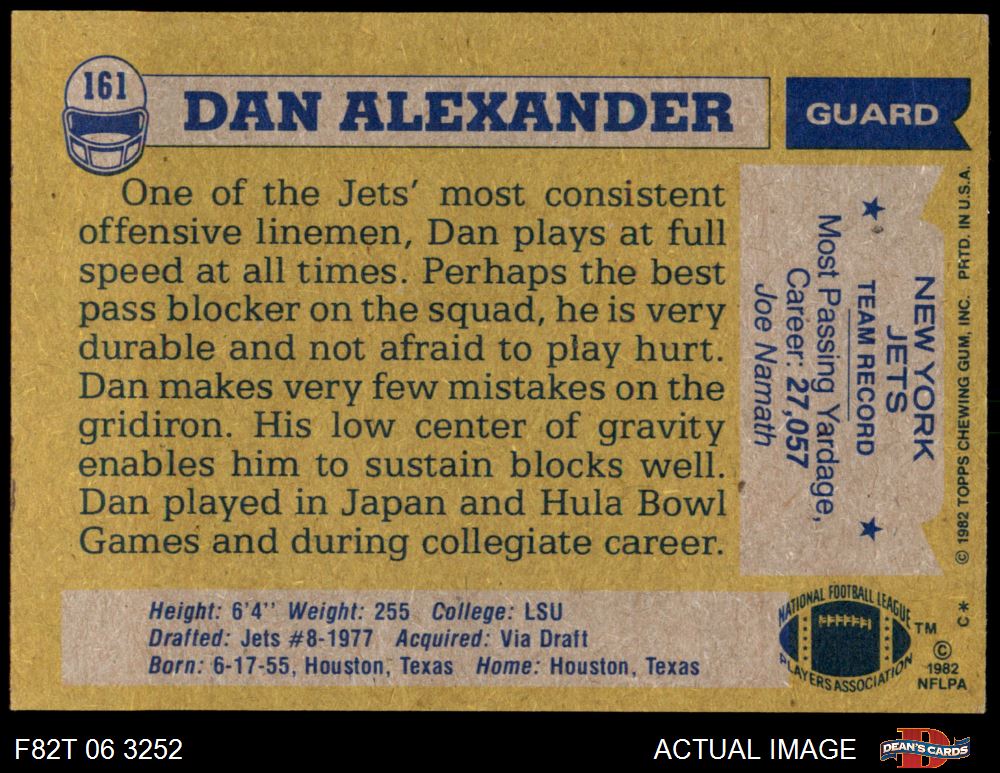 161
DAN ALEXANDER
GUARD
One of the Jets' most consistent
offensive linemen, Dan plays at full
speed at all times. Perhaps the best
pass blocker on the squad, he is very
durable and not afraid to play hurt.
Dan makes very few mistakes on the
gridiron. His low center of gravity
enables him to sustain blocks well.
Dan played in Japan and Hula Bowl
Games and during collegiate career.
NEW YORK
JETS
★ TEAM RECORD ★
Most Passing Yardage,
Career: 27,057
Joe Namath
© 1982 TOPPS CHEWING GUM, INC. PRTD. IN U.S.A.
C*
Height: 6'4'' Weight: 255 College: LSU
Drafted: Jets #8-1977 Acquired: Via Draft
Born: 6-17-55, Houston, Texas Home: Houston, Texas
NATIONAL FOOTBALL LEAGUE
PLAYERS ASSOCIATION
TM
©
1982
NFLPA
F82T 06 3252
ACTUAL IMAGE
DEAN'S CARDS